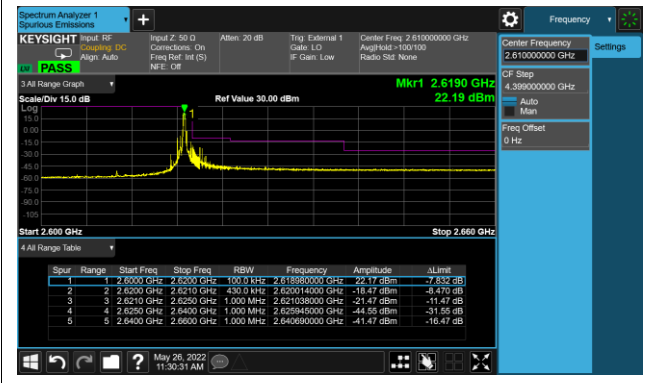 Spectrum Analyzer 1
Spurious Emissions
Frequency
KEYSIGHT Input: RF
Coupling: DC
Align: Auto
Input Z: 50 Ω
Corrections: On
Freq Ref: Int (S)
NFE: Off
Atten: 20 dB
Trig: External 1
Gate: LO
IF Gain: Low
Center Freq: 2.610000000 GHz
Avg|Hold:>100/100
Radio Std: None
PASS
Center Frequency
2.610000000 GHz
Settings
CF Step
4.399000000 GHz
Auto
Man
Freq Offset
0 Hz
3 All Range Graph
Mkr1 2.6190 GHz
22.19 dBm
Scale/Div 15.0 dB
Ref Value 30.00 dBm
Log
1
15.0
0.00
-15.0
-30.0
-45.0
-60.0
-75.0
-90.0
-105
Start 2.600 GHz
Stop 2.660 GHz
4 All Range Table
Spur Range Start Freq Stop Freq RBW Frequency Amplitude ΔLimit
1 1 2.6000 GHz 2.6200 GHz 100.0 kHz 2.618980000 GHz 22.17 dBm -7.832 dB
2 2 2.6200 GHz 2.6210 GHz 430.0 kHz 2.620014000 GHz -18.47 dBm -8.470 dB
3 3 2.6210 GHz 2.6250 GHz 1.000 MHz 2.621038000 GHz -21.47 dBm -11.47 dB
4 4 2.6250 GHz 2.6400 GHz 1.000 MHz 2.625945000 GHz -44.55 dBm -31.55 dB
5 5 2.6400 GHz 2.6600 GHz 1.000 MHz 2.640690000 GHz -41.47 dBm -16.47 dB
?
May 26, 2022
11:30:31 AM